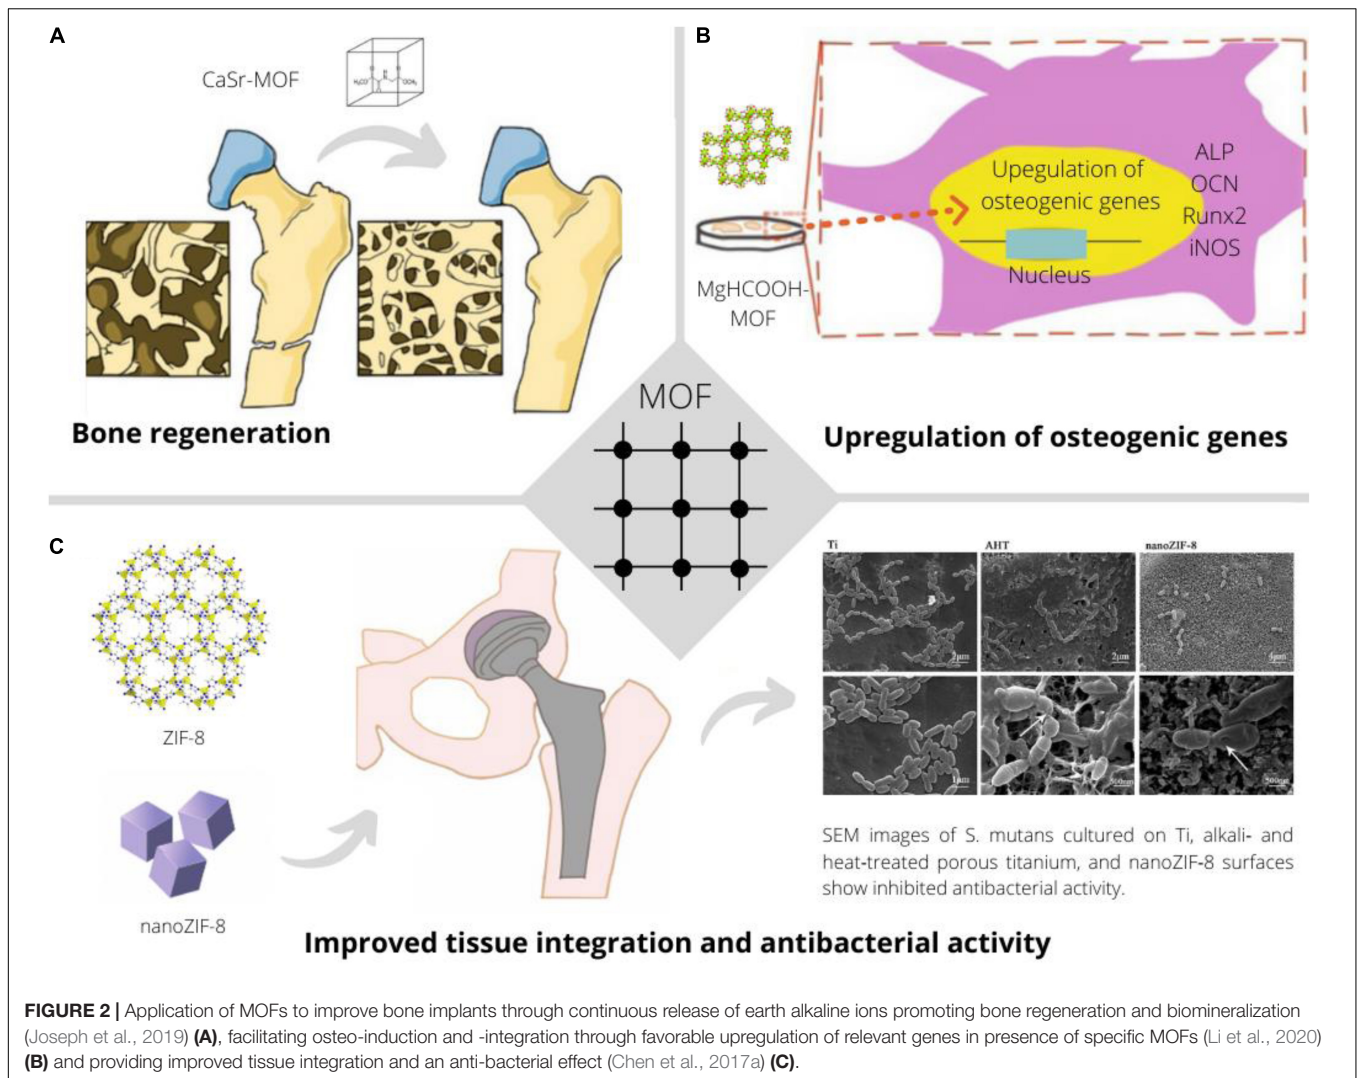 A
CaSr-MOF
H₃CO
N
H
OCH₃
Bone regeneration
B
MgHCOOH-
MOF
Upegulation of
osteogenic genes
Nucleus
ALP
OCN
Runx2
iNOS
Upregulation of osteogenic genes
MOF
C
ZIF-8
nanoZIF-8
Ti
AHT
nanoZIF-8
2μm
2μm
4μm
1μm
500nm
500nm
SEM images of S. mutans cultured on Ti, alkali- and
heat-treated porous titanium, and nanoZIF-8 surfaces
show inhibited antibacterial activity.
Improved tissue integration and antibacterial activity
FIGURE 2 | Application of MOFs to improve bone implants through continuous release of earth alkaline ions promoting bone regeneration and biomineralization
(Joseph et al., 2019) (A), facilitating osteo-induction and -integration through favorable upregulation of relevant genes in presence of specific MOFs (Li et al., 2020)
(B) and providing improved tissue integration and an anti-bacterial effect (Chen et al., 2017a) (C).